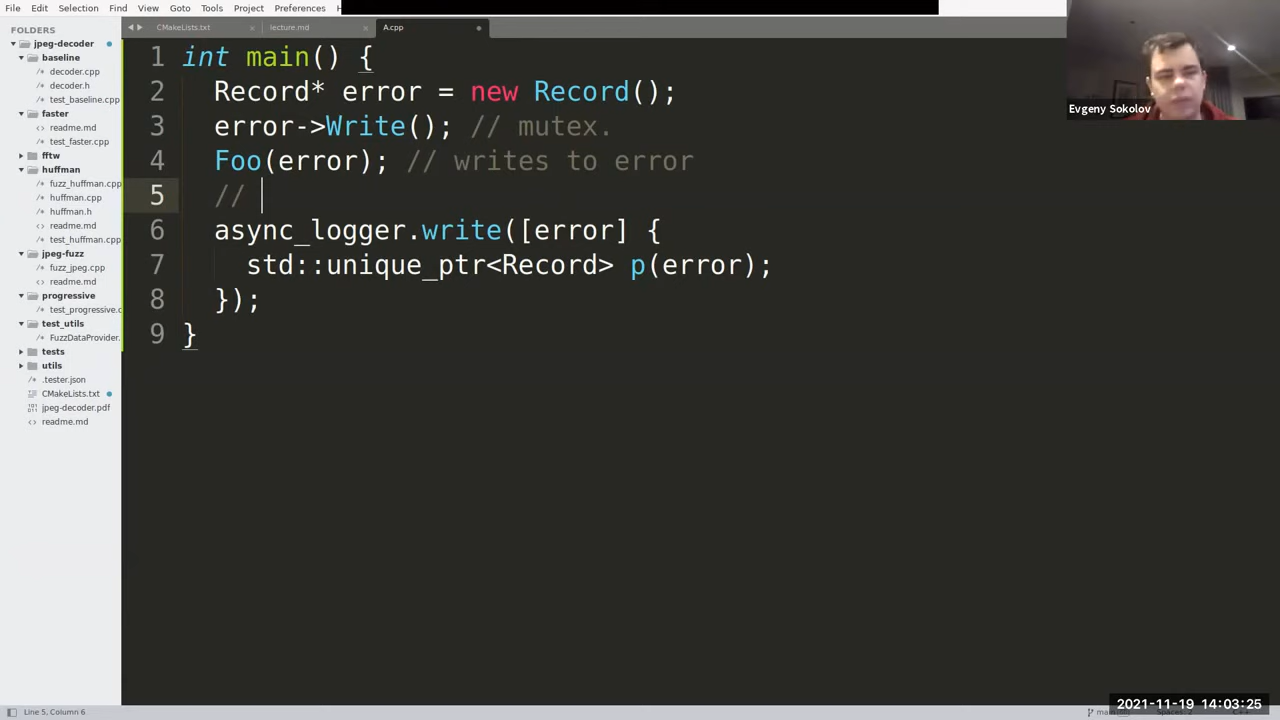 File Edit Selection Find View Goto Tools Project Preferences
FOLDERS
jpeg-decoder
baseline
decoder.cpp
decoder.h
test_baseline.cpp
faster
readme.md
test_faster.cpp
fftw
huffman
fuzz_huffman.cpp
huffman.cpp
huffman.h
readme.md
test_huffman.cpp
jpeg-fuzz
fuzz_jpeg.cpp
readme.md
progressive
test_progressive.c
test_utils
FuzzDataProvider.
tests
utils
.tester.json
CMakeLists.txt
jpeg-decoder.pdf
readme.md
CMakeLists.txt lecture.md A.cpp
1 int main() {
2 Record* error = new Record();
3 error->Write(); // mutex.
4 Foo(error); // writes to error
5 //
6 async_logger.write([error] {
7 std::unique_ptr<Record> p(error);
8 });
9 }
Evgeny Sokolov
2021-11-19 14:03:25
Line 5, Column 6
main